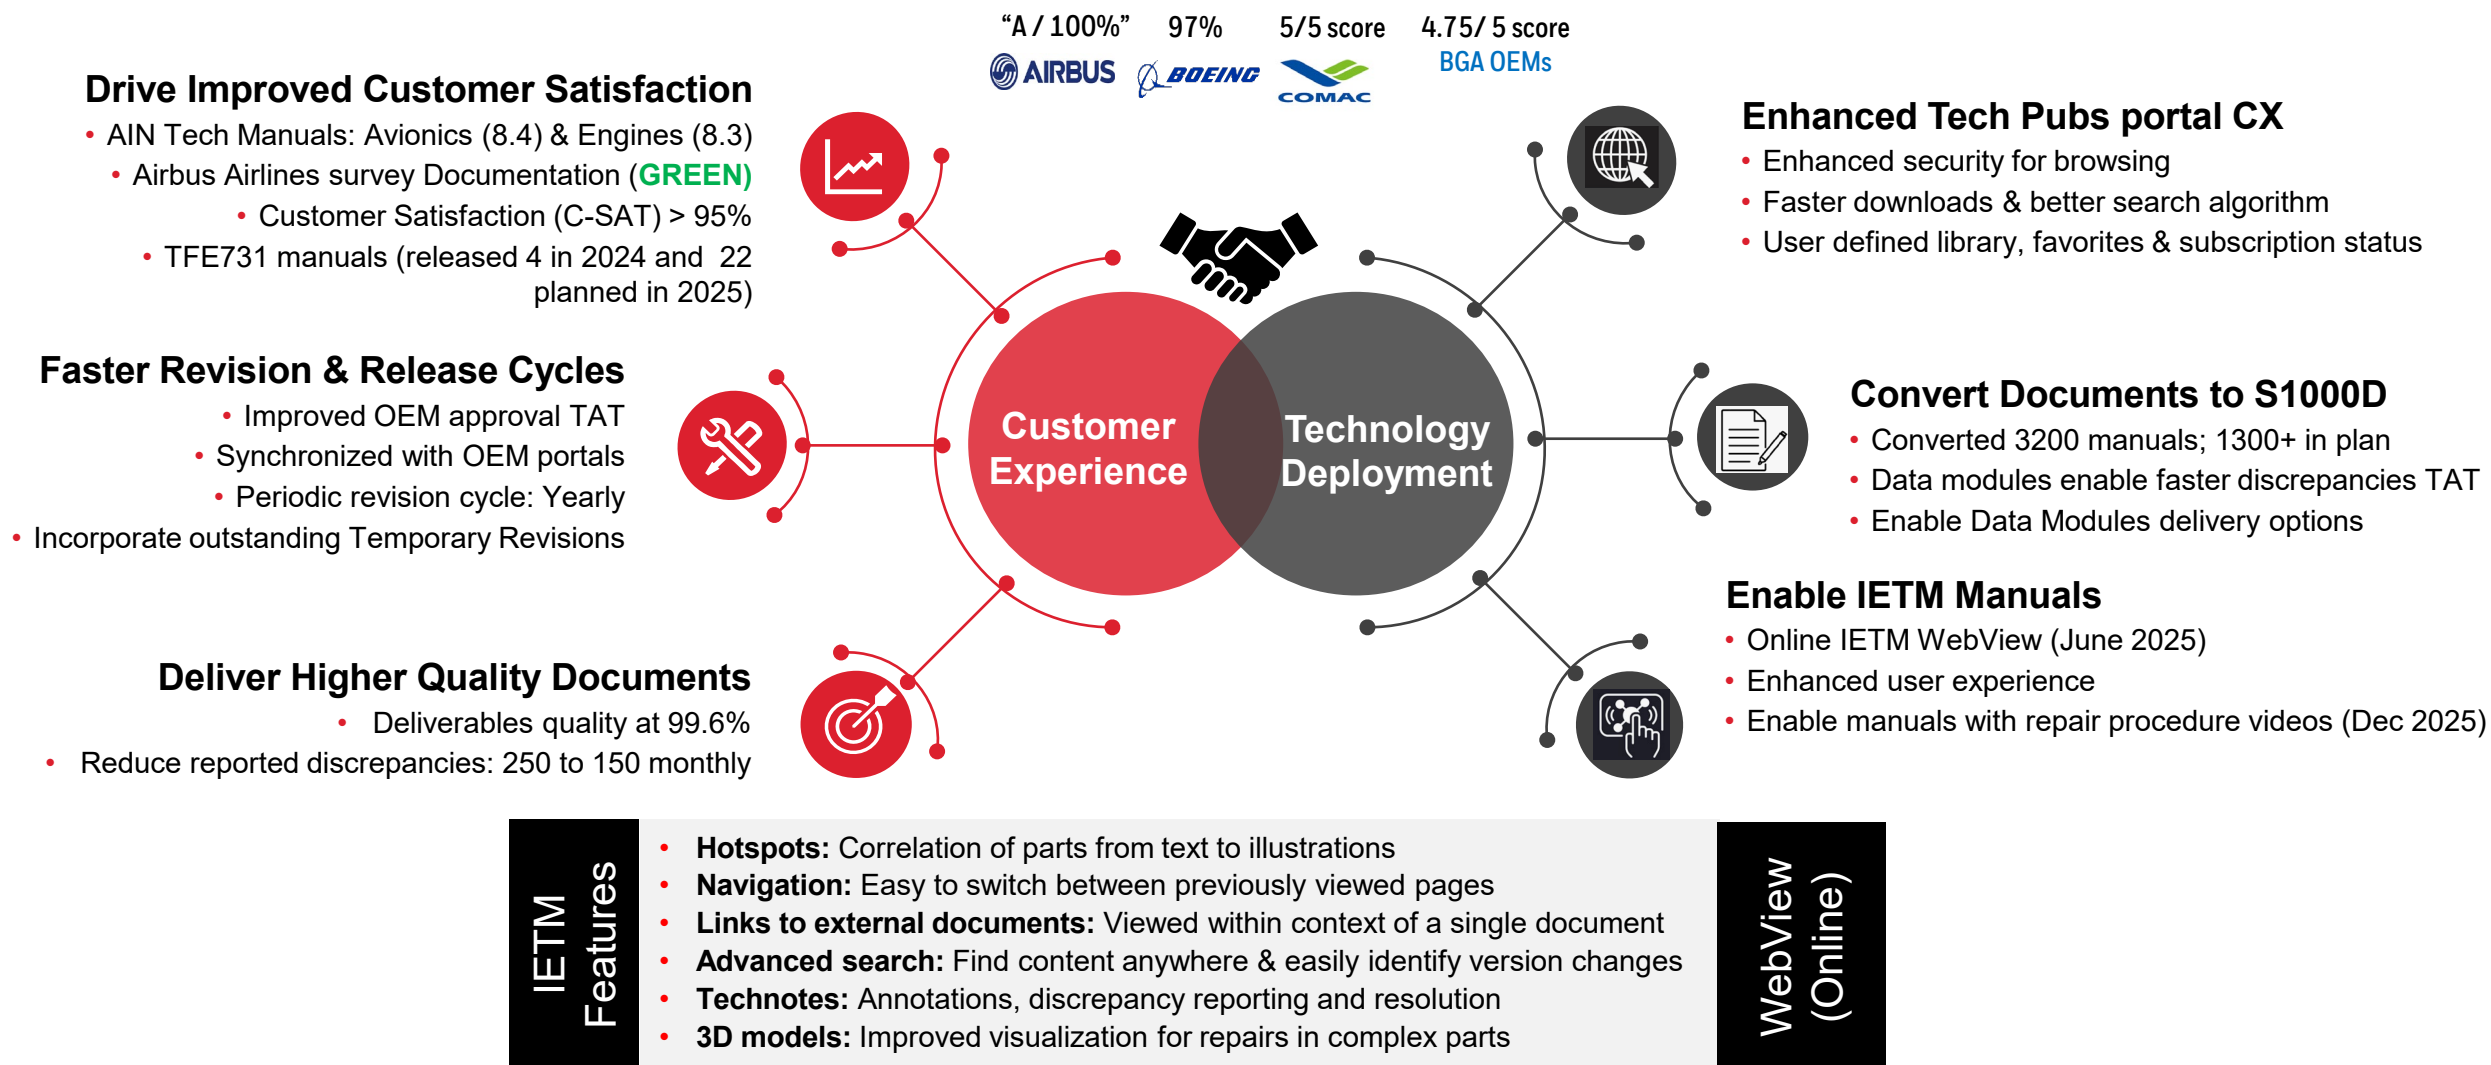 “A / 100%” 97% 5/5 score 4.75/ 5 score
AIRBUS BOEING COMAC BGA OEMs
Drive Improved Customer Satisfaction
• AIN Tech Manuals: Avionics (8.4) & Engines (8.3)
• Airbus Airlines survey Documentation (GREEN)
• Customer Satisfaction (C-SAT) > 95%
• TFE731 manuals (released 4 in 2024 and 22
planned in 2025)
Faster Revision & Release Cycles
• Improved OEM approval TAT
• Synchronized with OEM portals
• Periodic revision cycle: Yearly
• Incorporate outstanding Temporary Revisions
Deliver Higher Quality Documents
• Deliverables quality at 99.6%
• Reduce reported discrepancies: 250 to 150 monthly
Customer
Experience
Technology
Deployment
Enhanced Tech Pubs portal CX
• Enhanced security for browsing
• Faster downloads & better search algorithm
• User defined library, favorites & subscription status
Convert Documents to S1000D
• Converted 3200 manuals; 1300+ in plan
• Data modules enable faster discrepancies TAT
• Enable Data Modules delivery options
Enable IETM Manuals
• Online IETM WebView (June 2025)
• Enhanced user experience
• Enable manuals with repair procedure videos (Dec 2025)
IETM
Features
• Hotspots: Correlation of parts from text to illustrations
• Navigation: Easy to switch between previously viewed pages
• Links to external documents: Viewed within context of a single document
• Advanced search: Find content anywhere & easily identify version changes
• Technotes: Annotations, discrepancy reporting and resolution
• 3D models: Improved visualization for repairs in complex parts
WebView
(Online)